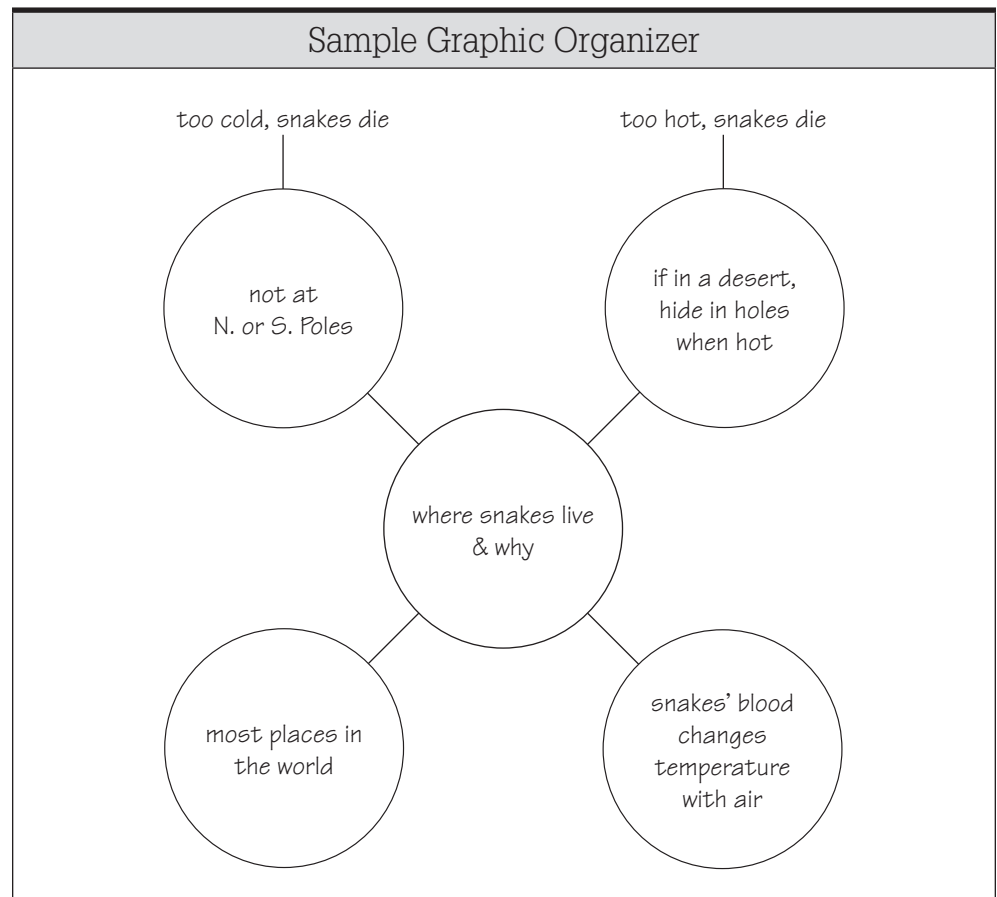 Sample Graphic Organizer
too cold, snakes die
too hot, snakes die
not at
N. or S. Poles
if in a desert,
hide in holes
when hot
where snakes live
& why
most places in
the world
snakes’ blood
changes
temperature
with air